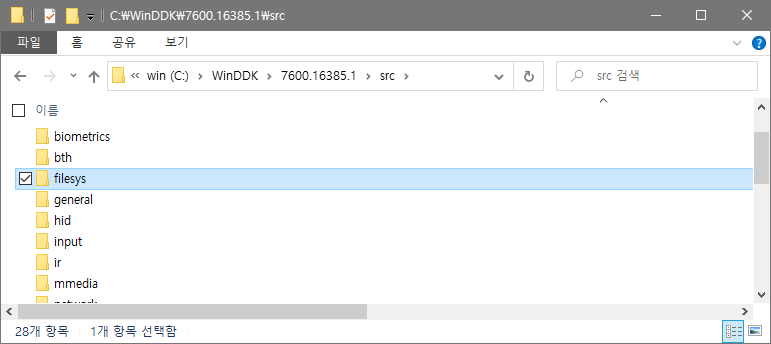 C:₩WinDDK₩7600.16385.1₩src
파일 홈 공유 보기
« win (C:) > WinDDK > 7600.16385.1 > src > src 검색
이름
biometrics
bth
filesys
general
hid
input
ir
mmedia
network
28개 항목 1개 항목 선택함